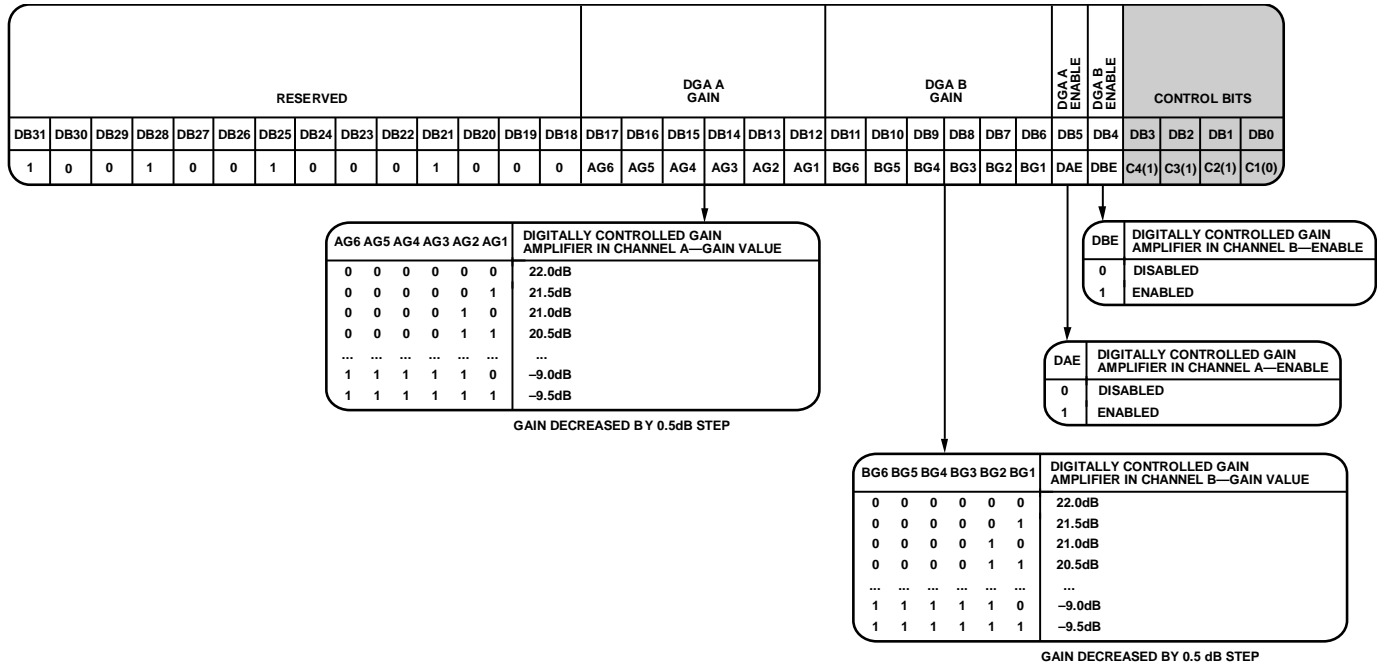 RESERVED
DGA A
GAIN
DGA B
GAIN
DGA A
ENABLE
DGA B
ENABLE
CONTROL BITS
DB31 DB30 DB29 DB28 DB27 DB26 DB25 DB24 DB23 DB22 DB21 DB20 DB19 DB18 DB17 DB16 DB15 DB14 DB13 DB12 DB11 DB10 DB9 DB8 DB7 DB6 DB5 DB4 DB3 DB2 DB1 DB0
1 0 0 1 0 0 1 0 0 0 1 0 0 0 AG6 AG5 AG4 AG3 AG2 AG1 BG6 BG5 BG4 BG3 BG2 BG1 DAE DBE C4(1) C3(1) C2(1) C1(0)
AG6 AG5 AG4 AG3 AG2 AG1 DIGITALLY CONTROLLED GAIN
AMPLIFIER IN CHANNEL A—GAIN VALUE
0 0 0 0 0 0 22.0dB
0 0 0 0 0 1 21.5dB
0 0 0 0 1 0 21.0dB
0 0 0 0 1 1 20.5dB
... ... ... ... ... ... ...
1 1 1 1 1 0 –9.0dB
1 1 1 1 1 1 –9.5dB
GAIN DECREASED BY 0.5dB STEP
DBE DIGITALLY CONTROLLED GAIN
AMPLIFIER IN CHANNEL B—ENABLE
0 DISABLED
1 ENABLED
DAE DIGITALLY CONTROLLED GAIN
AMPLIFIER IN CHANNEL A—ENABLE
0 DISABLED
1 ENABLED
BG6 BG5 BG4 BG3 BG2 BG1 DIGITALLY CONTROLLED GAIN
AMPLIFIER IN CHANNEL B—GAIN VALUE
0 0 0 0 0 0 22.0dB
0 0 0 0 0 1 21.5dB
0 0 0 0 1 0 21.0dB
0 0 0 0 1 1 20.5dB
... ... ... ... ... ... ...
1 1 1 1 1 0 –9.0dB
1 1 1 1 1 1 –9.5dB
GAIN DECREASED BY 0.5 dB STEP